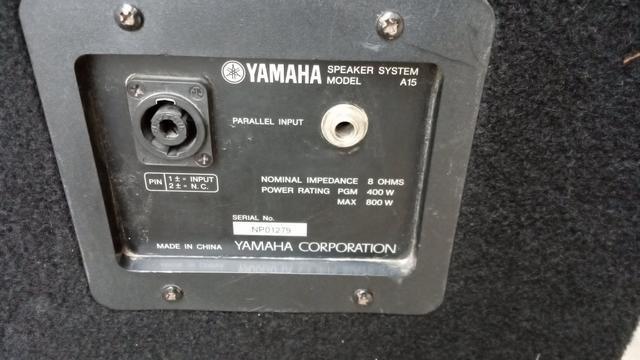 YAMAHA SPEAKER SYSTEM
MODEL A15
PARALLEL INPUT
PIN 1 ± = INPUT
2 ± = N.C.
NOMINAL IMPEDANCE 8 OHMS
POWER RATING PGM 400 W
MAX 800 W
SERIAL No.
NP01279
MADE IN CHINA YAMAHA CORPORATION